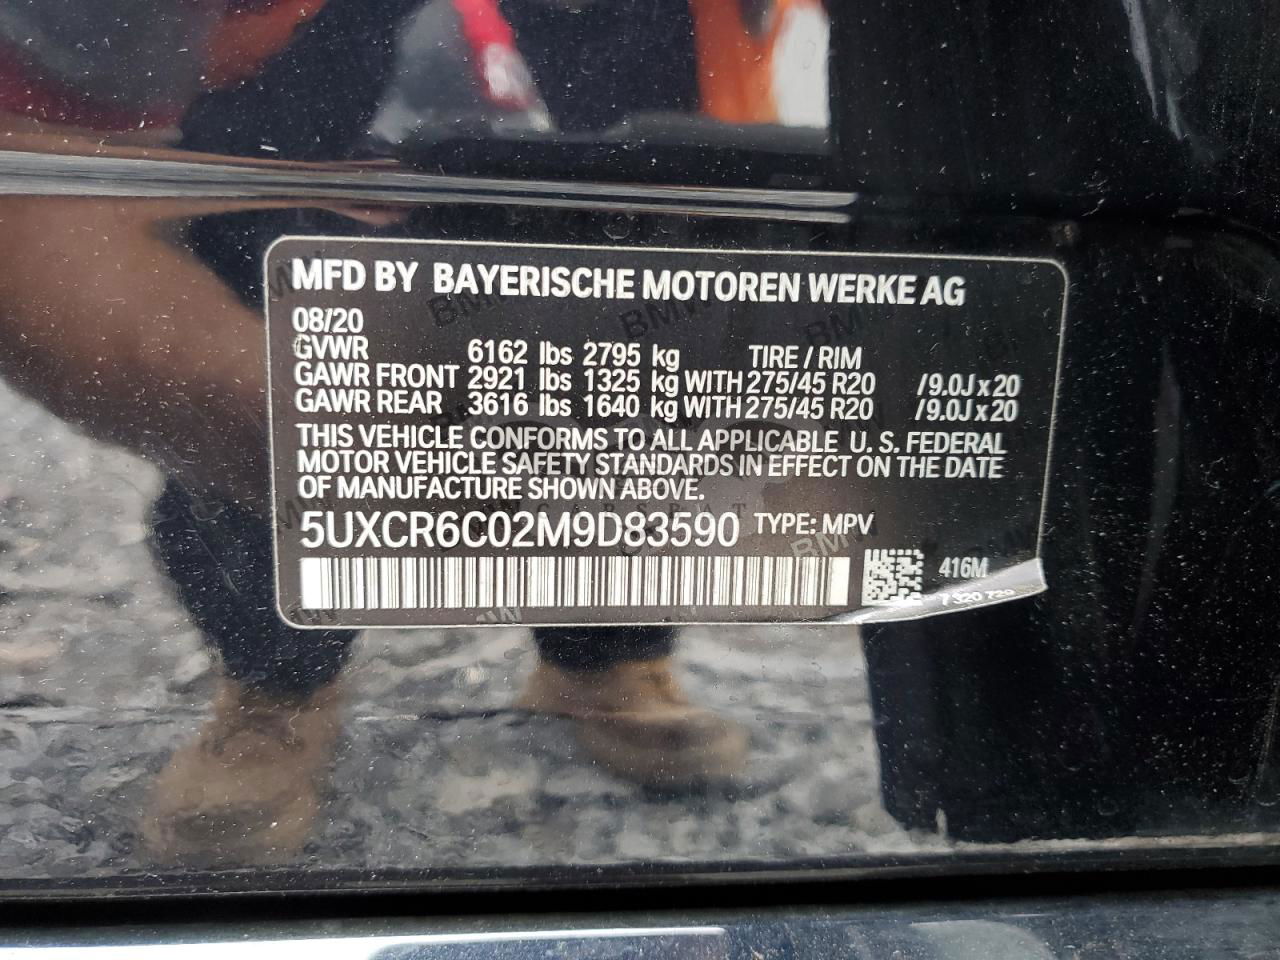 MFD BY BAYERISCHE MOTOREN WERKE AG
08/20
GVWR 6162 lbs 2795 kg TIRE / RIM
GAWR FRONT 2921 lbs 1325 kg WITH 275/45 R20 /9.0J x 20
GAWR REAR 3616 lbs 1640 kg WITH 275/45 R20 /9.0J x 20
THIS VEHICLE CONFORMS TO ALL APPLICABLE U. S. FEDERAL
MOTOR VEHICLE SAFETY STANDARDS IN EFFECT ON THE DATE
OF MANUFACTURE SHOWN ABOVE.
5UXCR6C02M9D83590 TYPE: MPV
416M
7 320 720